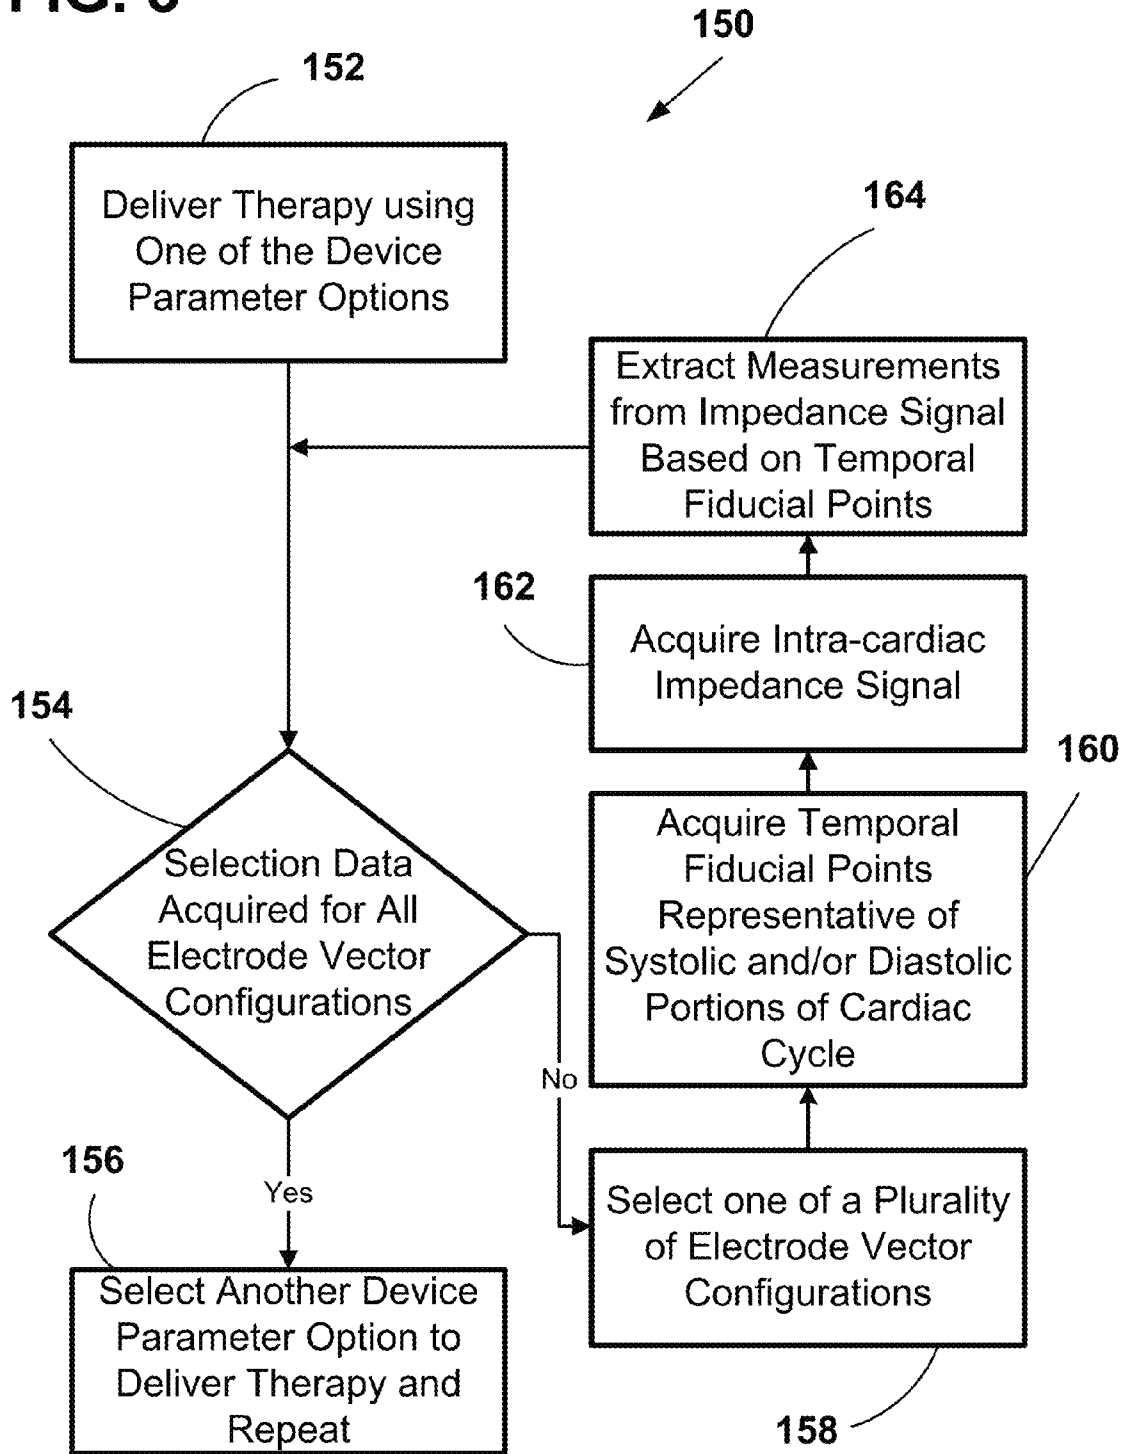 150
152
Deliver Therapy using
One of the Device
Parameter Options
164
Extract Measurements
from Impedance Signal
Based on Temporal
Fiducial Points
162
Acquire Intra-cardiac
Impedance Signal
154
160
Selection Data
Acquired for All
Electrode Vector
Configurations
Acquire Temporal
Fiducial Points
Representative of
Systolic and/or Diastolic
Portions of Cardiac
Cycle
No
156
Yes
Select one of a Plurality
of Electrode Vector
Configurations
Select Another Device
Parameter Option to
Deliver Therapy and
Repeat
158